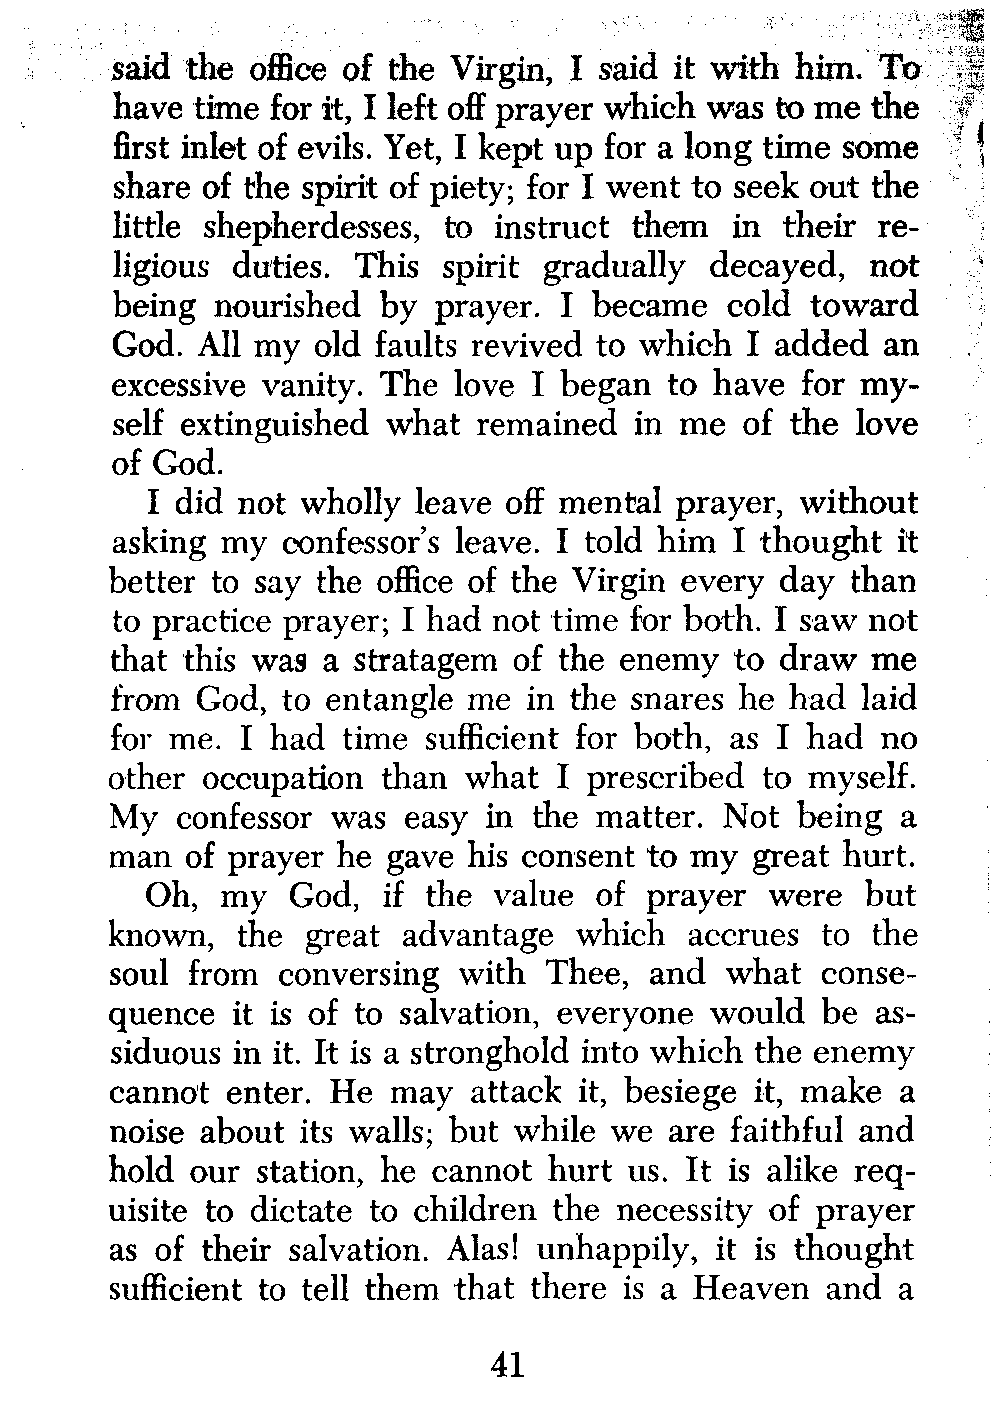 said the office of the Virgin, I said it with him. To
have time for it, I left off prayer which was to me the
first inlet of evils. Yet, I kept up for a long time some
share of the spirit of piety; for I went to seek out the
little shepherdesses, to instruct them in their re-
ligious duties. This spirit gradually decayed, not
being nourished by prayer. I became cold toward
God. All my old faults revived to which I added an
excessive vanity. The love I began to have for my-
self extinguished what remained in me of the love
of God.
I did not wholly leave off mental prayer, without
asking my confessor's leave. I told him I thought it
better to say the office of the Virgin every day than
to practice prayer; I had not time for both. I saw not
that this was a stratagem of the enemy to draw me
from God, to entangle me in the snares he had laid
for me. I had time sufficient for both, as I had no
other occupation than what I prescribed to myself.
My confessor was easy in the matter. Not being a
man of prayer he gave his consent to my great hurt.
Oh, my God, if the value of prayer were but
known, the great advantage which accrues to the
soul from conversing with Thee, and what conse-
quence it is of to salvation, everyone would be as-
siduous in it. It is a stronghold into which the enemy
cannot enter. He may attack it, besiege it, make a
noise about its walls; but while we are faithful and
hold our station, he cannot hurt us. It is alike req-
uisite to dictate to children the necessity of prayer
as of their salvation. Alas! unhappily, it is thought
sufficient to tell them that there is a Heaven and a
41